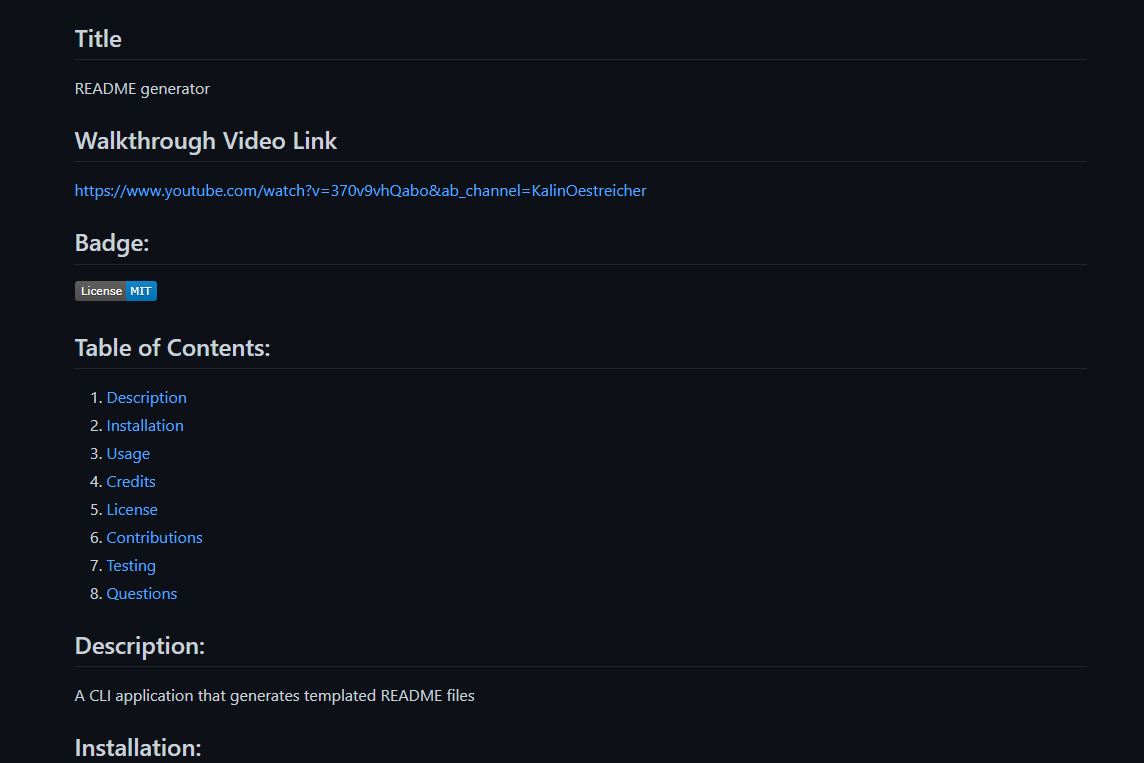 Title
README generator
Walkthrough Video Link
https://www.youtube.com/watch?v=370v9vhQabo&ab_channel=KalinOestreicher
Badge:
License MIT
Table of Contents:
1. Description
2. Installation
3. Usage
4. Credits
5. License
6. Contributions
7. Testing
8. Questions
Description:
A CLI application that generates templated README files
Installation: